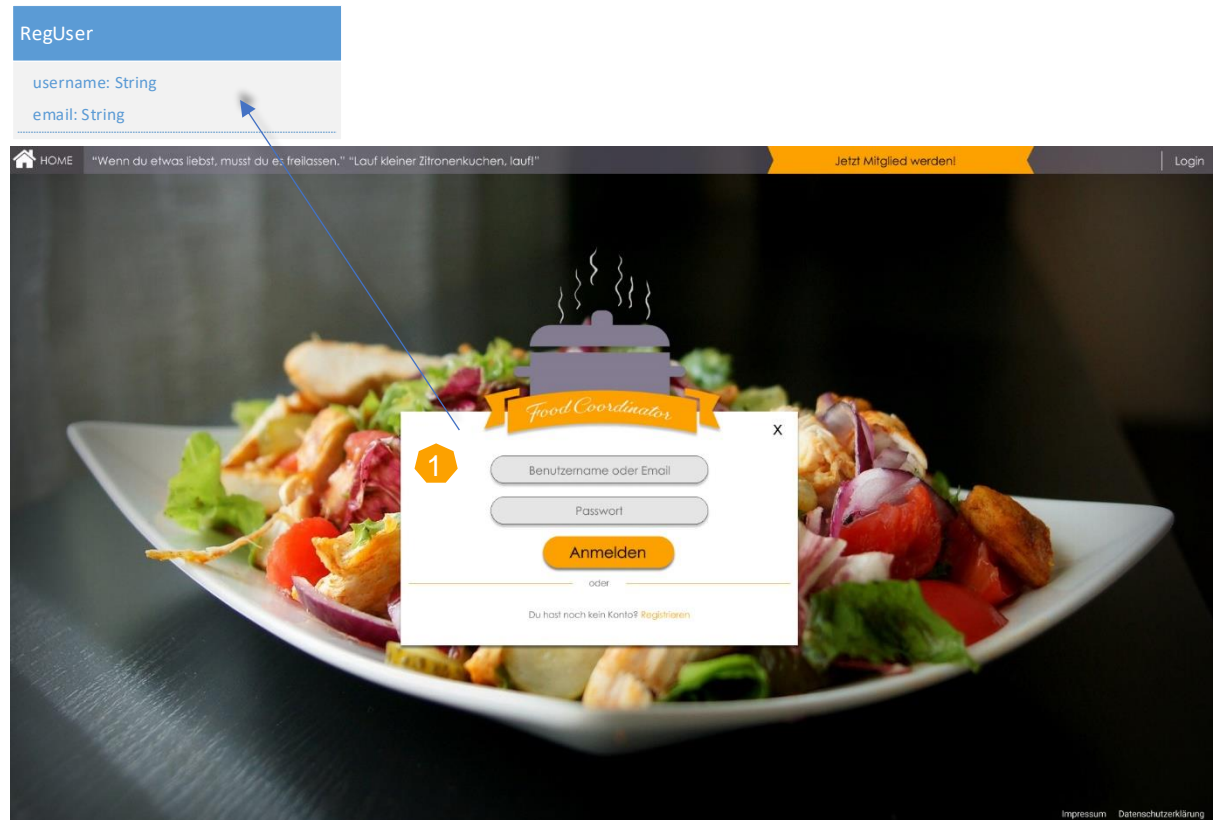 RegUser
username: String
email: String
HOME
"Wenn du etwas liebst, musst du es freilassen." "Lauf kleiner Zitronenkuchen, lauf!"
Jetzt Mitglied werden!
Login
Food Coordinator
X
1
Benutzername oder Email
Passwort
Anmelden
oder
Du hast noch kein Konto? Registrieren
Impressum Datenschutzerklärung